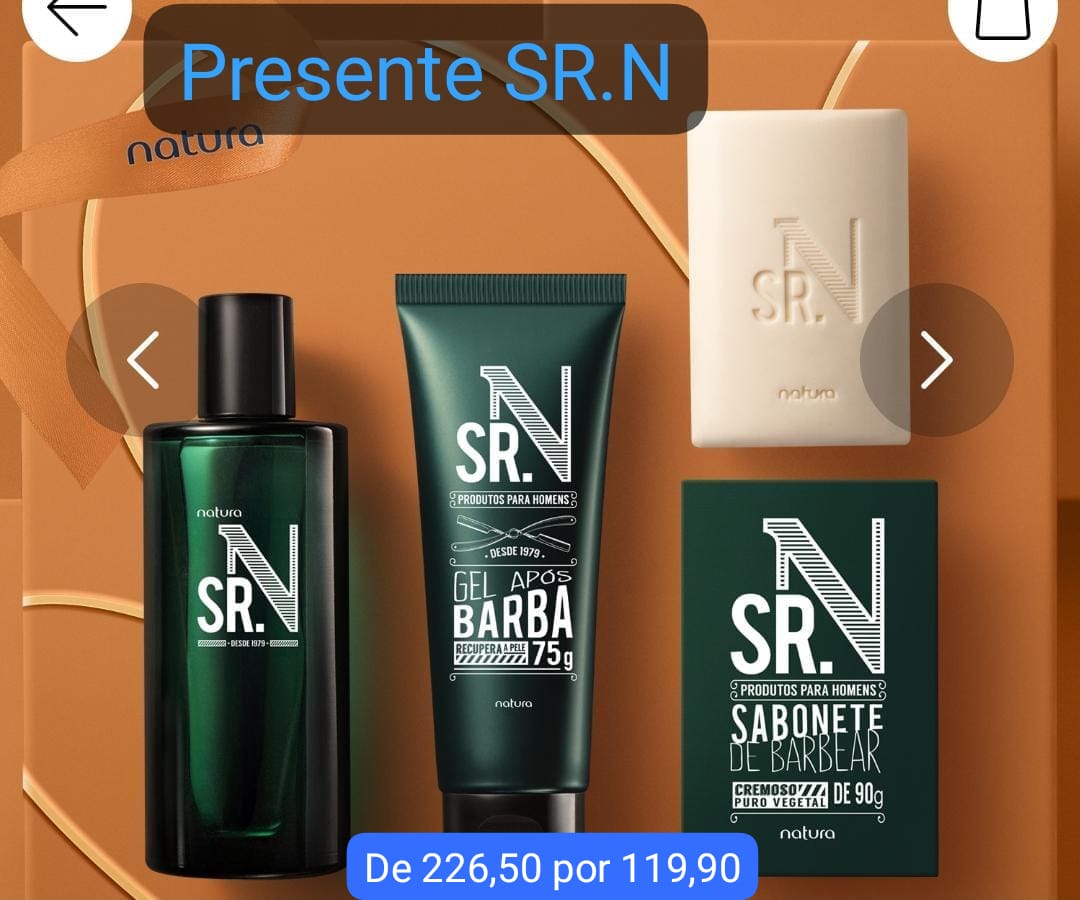 Presente SR.N
natura
SR.N
natura
natura
SR.N
DESDE 1979
SR.N
PRODUTOS PARA HOMENS
· DESDE 1979 ·
GEL APÓS
BARBA
RECUPERA A PELE 75g
natura
SR.N
PRODUTOS PARA HOMENS
SABONETE
DE BARBEAR
CREMOSO
PURO VEGETAL DE 90g
natura
De 226,50 por 119,90